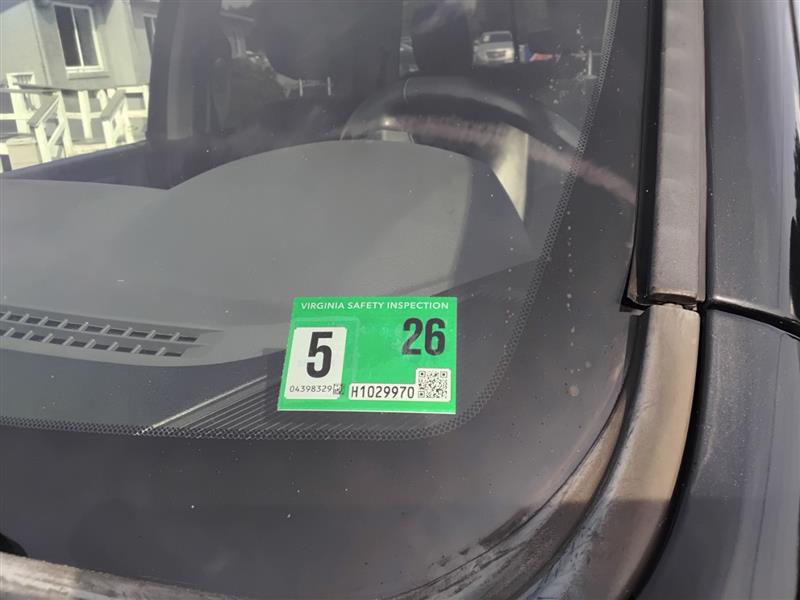 VIRGINIA SAFETY INSPECTION
5 26
04398329 H1029970